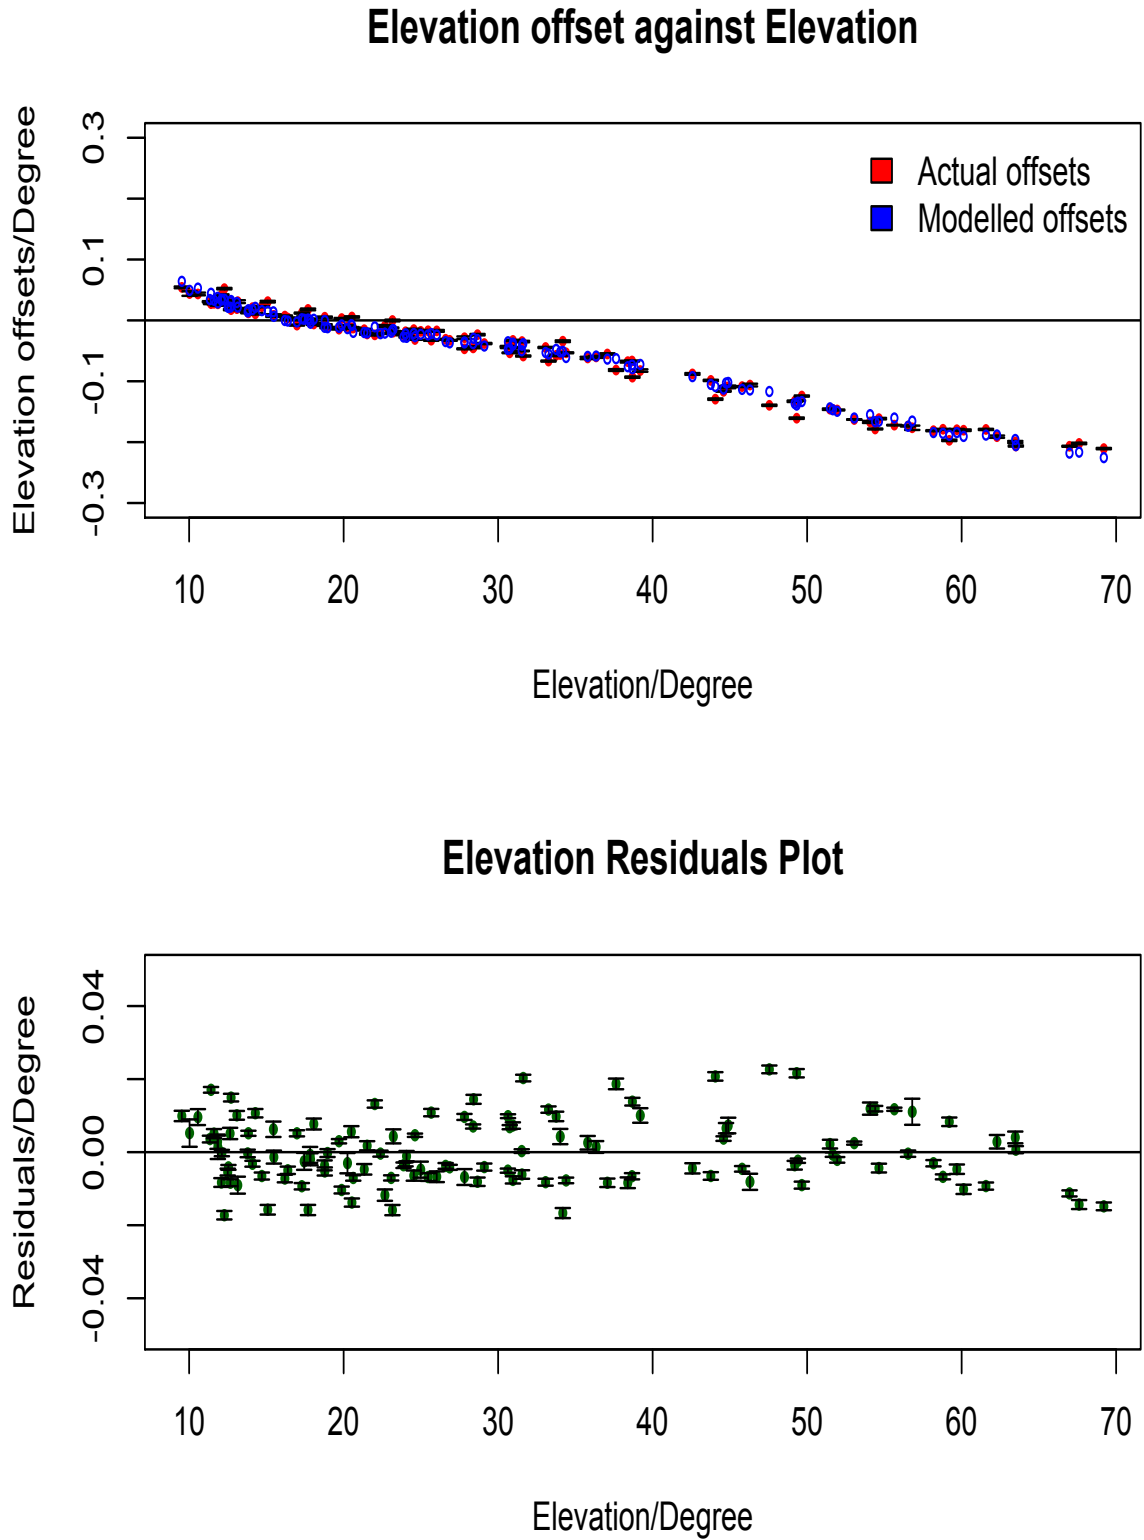 Elevation offset against Elevation
Elevation offsets/Degree
0.3
0.1
-0.1
-0.3
Actual offsets
Modelled offsets
10 20 30 40 50 60 70
Elevation/Degree
Elevation Residuals Plot
Residuals/Degree
0.04
0.00
-0.04
10 20 30 40 50 60 70
Elevation/Degree